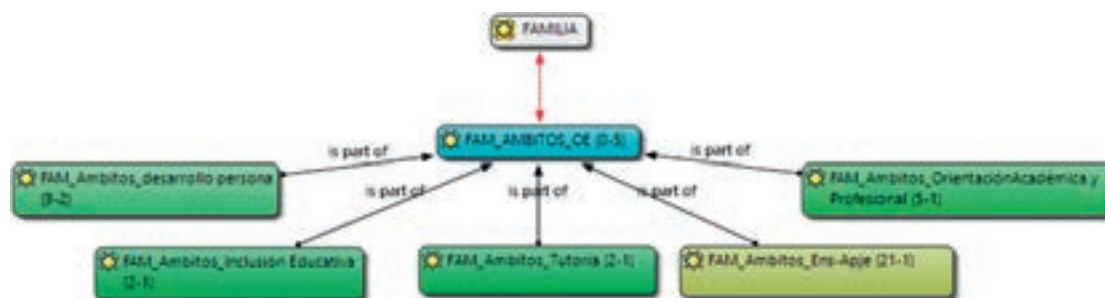 FAMILIA
FAM_AMBITOS_OE (0-5)
is part of
is part of
is part of
is part of
is part of
FAM_Ambitos_desarrollo persona
(9-2)
FAM_Ambitos_OrientaciónAcadémica y
Profesional (5-1)
FAM_Ambitos_Inclusión Educativa
(2-1)
FAM_Ambitos_Tutoría (2-1)
FAM_Ambitos_Ens-Apje (21-1)